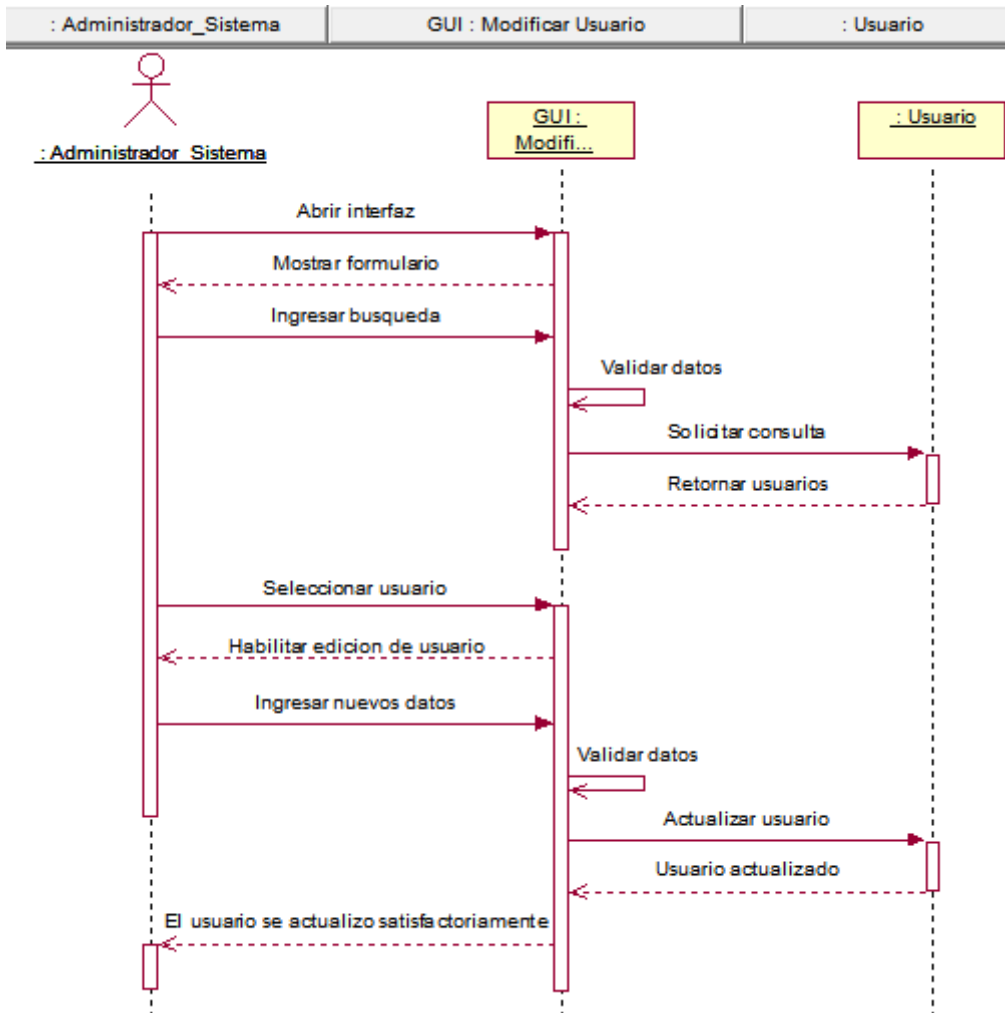 : Administrador_Sistema
GUI : Modificar Usuario
: Usuario
: Administrador_Sistema
GUI :
Modifi...
: Usuario
Abrir interfaz
Mostrar formulario
Ingresar busqueda
Validar datos
Solicitar consulta
Retornar usuarios
Seleccionar usuario
Habilitar edicion de usuario
Ingresar nuevos datos
Validar datos
Actualizar usuario
Usuario actualizado
El usuario se actualizo satisfactoriamente